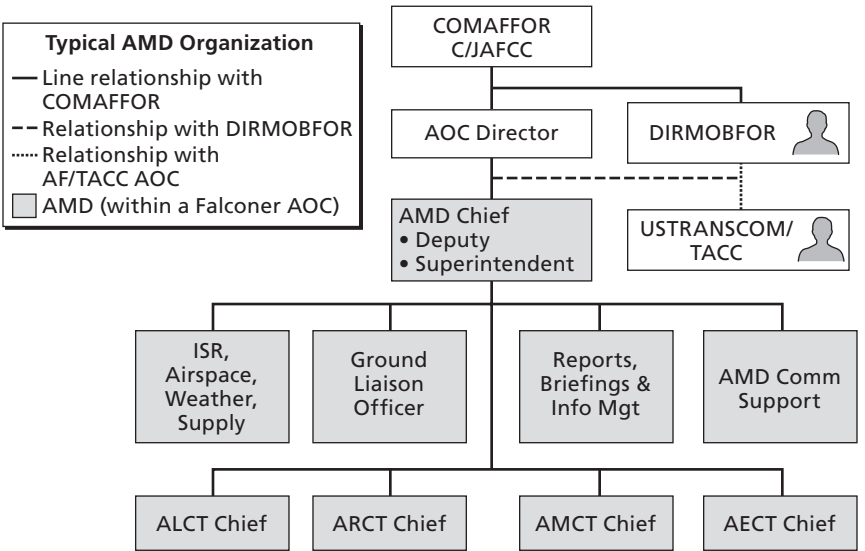 Typical AMD Organization
Line relationship with
COMAFFOR
Relationship with DIRMOBFOR
Relationship with
AF/TACC AOC
AMD (within a Falconer AOC)
COMAFFOR
C/JAFCC
AOC Director
DIRMOBFOR
AMD Chief
• Deputy
• Superintendent
USTRANSCOM/
TACC
ISR,
Airspace,
Weather,
Supply
Ground
Liaison
Officer
Reports,
Briefings &
Info Mgt
AMD Comm
Support
ALCT Chief
ARCT Chief
AMCT Chief
AECT Chief